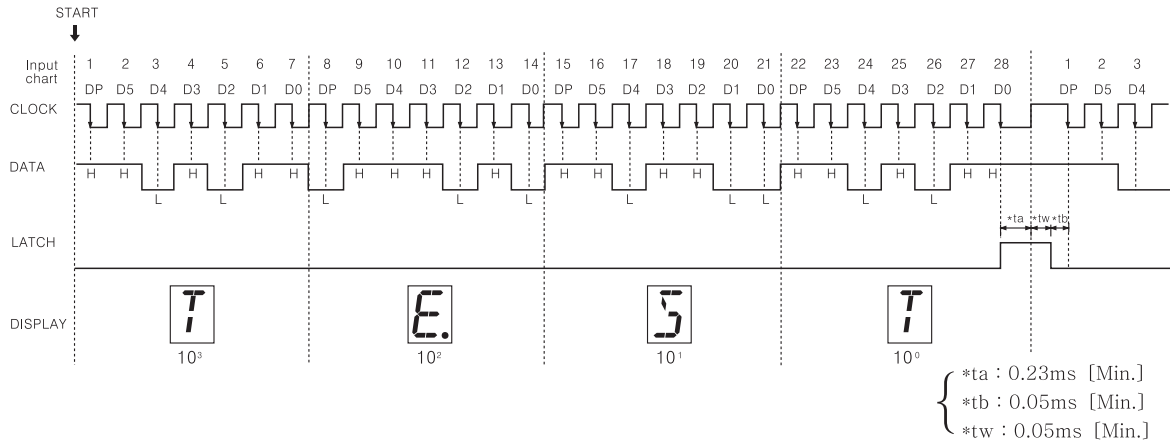 START
Input chart 1 2 3 4 5 6 7 8 9 10 11 12 13 14 15 16 17 18 19 20 21 22 23 24 25 26 27 28 1 2 3
DP D5 D4 D3 D2 D1 D0 DP D5 D4 D3 D2 D1 D0 DP D5 D4 D3 D2 D1 D0 DP D5 D4 D3 D2 D1 D0 DP D5 D4
CLOCK
DATA
H H H H H H H H H H H H H H H H H H
L L L L L L L L L L
*ta *tw *tb
LATCH
DISPLAY T E. S T
10³ 10² 10¹ 10⁰
*ta : 0.23ms [Min.]
*tb : 0.05ms [Min.]
*tw : 0.05ms [Min.]